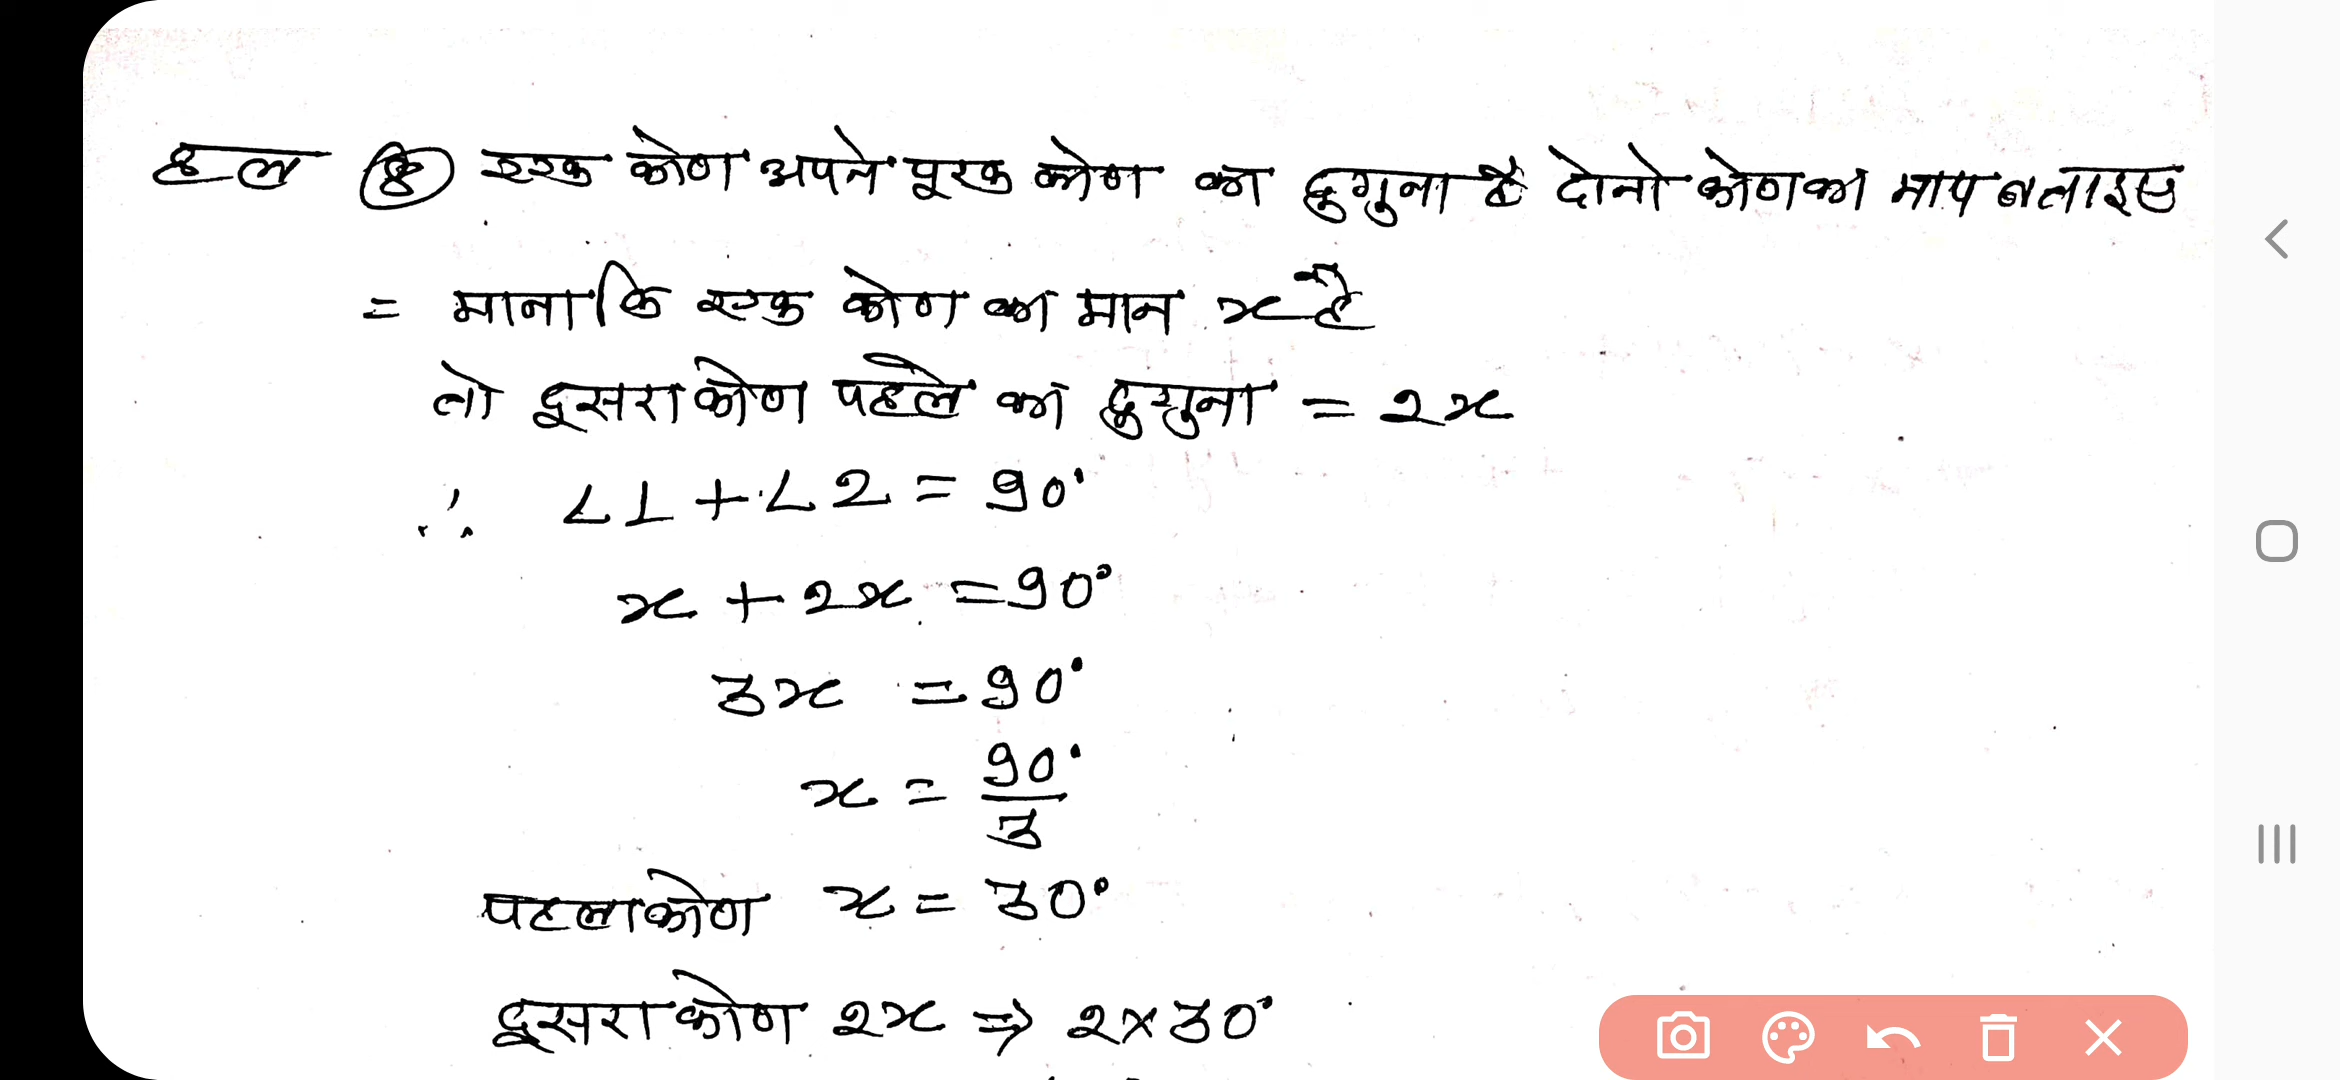 हल ⑧ एक कोण अपने पूरक कोण का दुगुना है दोनो कोण का माप बताइए
= माना कि एक कोण का मान x है
तो दूसरा कोण पहले का दुगुना = 2x
∴ ∠1 + ∠2 = 90°
x + 2x = 90°
3x = 90°
x = 90°/3
पहला कोण x = 30°
दूसरा कोण 2x ⇒ 2×30°